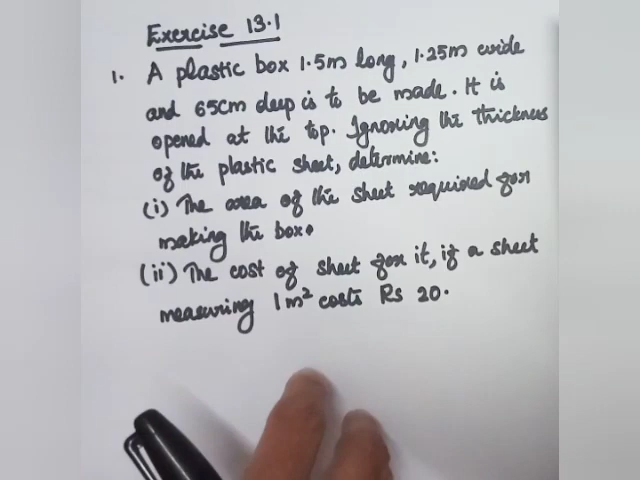 Exercise 13.1
1. A plastic box 1.5m long, 1.25m wide
and 65cm deep is to be made. It is
opened at the top. Ignoring the thickness
of the plastic sheet, determine:
(i) The area of the sheet required for
making the box.
(ii) The cost of sheet for it, if a sheet
measuring 1m² costs Rs 20.